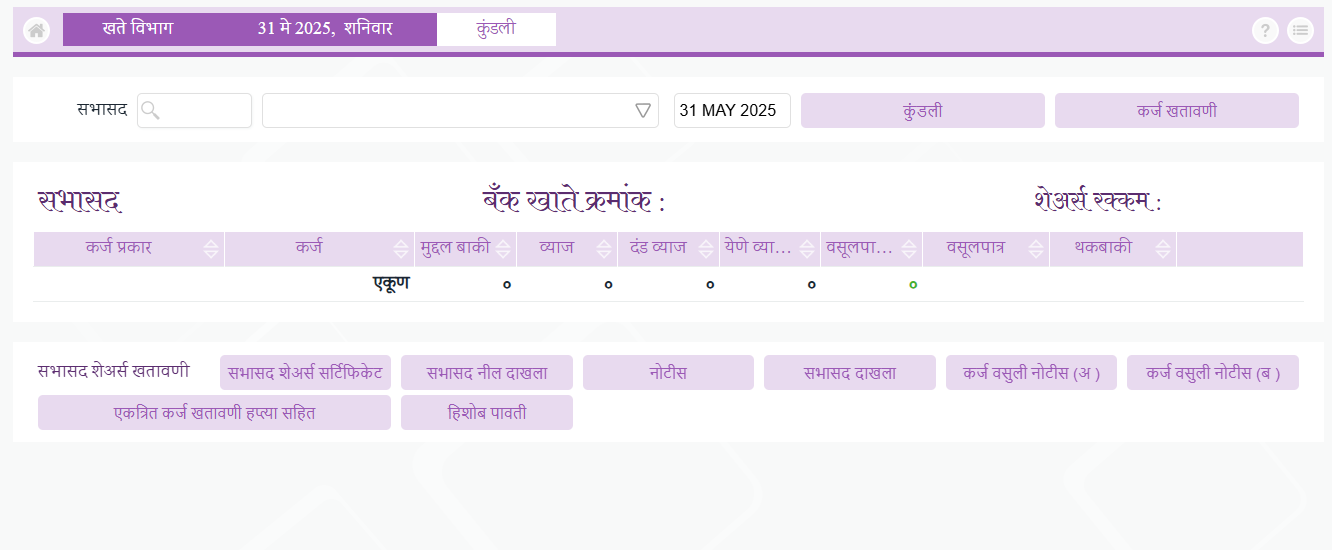 खते विभाग 31 मे 2025, शनिवार कुंडली ?
सभासद 31 MAY 2025 कुंडली कर्ज खतावणी
सभासद बँक खाते क्रमांक : शेअर्स रक्कम :
कर्ज प्रकार कर्ज मुद्दल बाकी व्याज दंड व्याज येणे व्या... वसूलपा... वसूलपात्र थकबाकी
एकूण ० ० ० ० ०
सभासद शेअर्स खतावणी सभासद शेअर्स सर्टिफिकेट सभासद नील दाखला नोटीस सभासद दाखला कर्ज वसुली नोटीस (अ ) कर्ज वसुली नोटीस (ब )
एकत्रित कर्ज खतावणी हप्त्या सहित हिशोब पावती